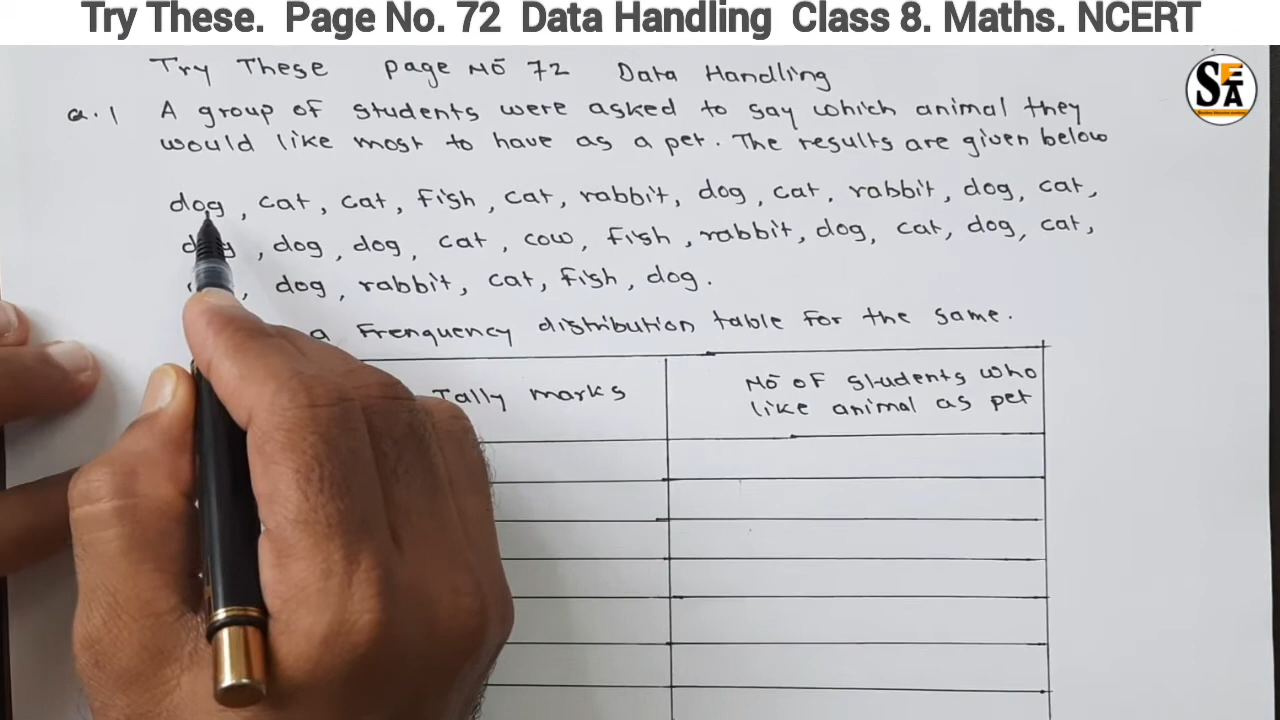 Try These. Page No. 72 Data Handling Class 8. Maths. NCERT
Try These page No 72 Data Handling
Q.1 A group of students were asked to say which animal they
would like most to have as a pet. The results are given below
dog, cat, cat, fish, cat, rabbit, dog, cat, rabbit, dog, cat,
dog, dog, dog, cat, cow, fish, rabbit, dog, cat, dog, cat,
, dog, rabbit, cat, fish, dog.
a Frenquency distribution table for the same.
Tally marks
No of students who
like animal as pet